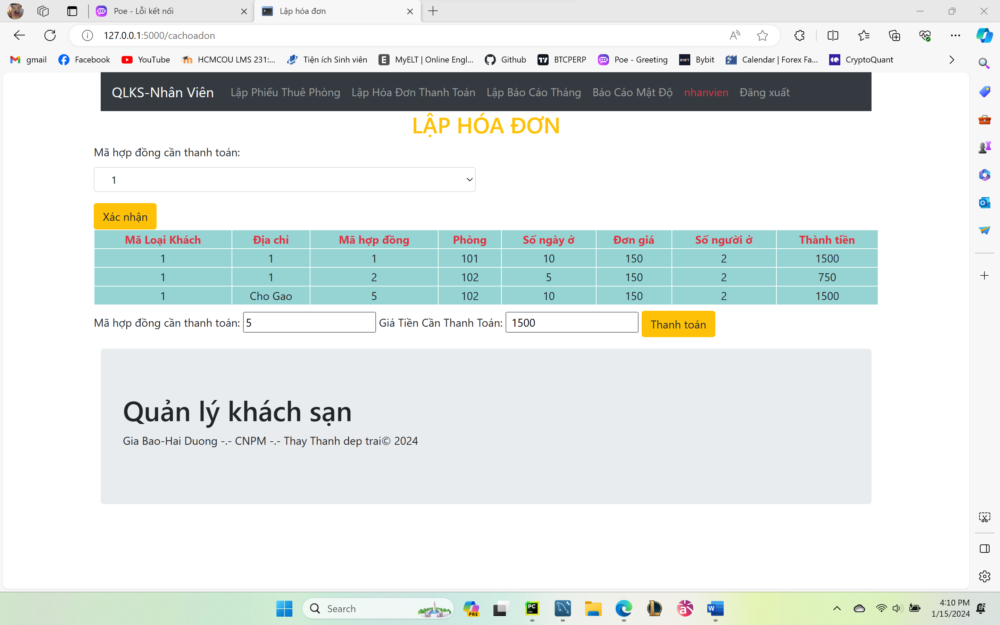 Poe - Lỗi kết nối
Lập hóa đơn
127.0.0.1:5000/cachoadon
gmail Facebook YouTube HCMCOU LMS 231:... Tiện ích Sinh viên MyELT | Online Engl... Github BTCPERP Poe - Greeting BYBIT Bybit Calendar | Forex Fa... CryptoQuant
QLKS-Nhân Viên Lập Phiếu Thuê Phòng Lập Hóa Đơn Thanh Toán Lập Báo Cáo Tháng Báo Cáo Mật Độ nhanvien Đăng xuất
LẬP HÓA ĐƠN
Mã hợp đồng cần thanh toán:
1
Xác nhận
Mã Loại Khách Địa chỉ Mã hợp đồng Phòng Số ngày ở Đơn giá Số người ở Thành tiền
1 1 1 101 10 150 2 1500
1 1 2 102 5 150 2 750
1 Cho Gao 5 102 10 150 2 1500
Mã hợp đồng cần thanh toán: 5 Giá Tiền Cần Thanh Toán: 1500 Thanh toán
Quản lý khách sạn
Gia Bao-Hai Duong -.- CNPM -.- Thay Thanh dep trai© 2024
Search
PRE
PC
W
4:10 PM
1/15/2024